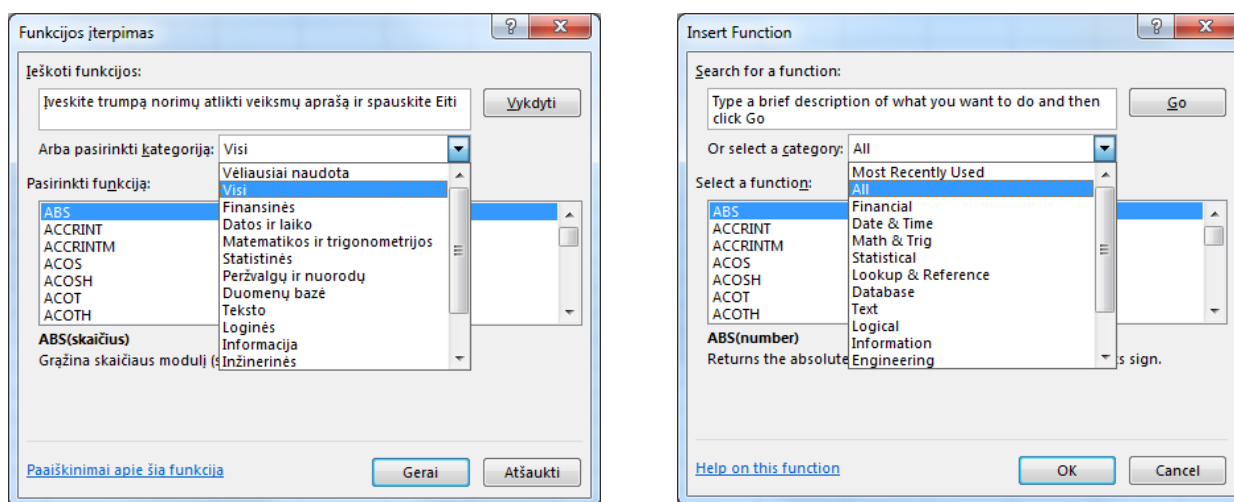 Funkcijos įterpimas
Ieškoti funkcijos:
Įveskite trumpą norimų atlikti veiksmų aprašą ir spauskite Eiti
Vykdyti
Arba pasirinkti kategoriją: Visi
Vėliausiai naudota
Visi
Finansinės
Datos ir laiko
Matematikos ir trigonometrijos
Statistinės
Peržvalgų ir nuorodų
Duomenų bazė
Teksto
Loginės
Informacija
Inžinerinės
Pasirinkti funkciją:
ABS
ACCRINT
ACCRINTM
ACOS
ACOSH
ACOT
ACOTH
ABS(skaičius)
Grąžina skaičiaus modulį (s
Paaiškinimai apie šia funkcija
Gerai
Atšaukti
Insert Function
Search for a function:
Type a brief description of what you want to do and then
click Go
Go
Or select a category: All
Most Recently Used
All
Financial
Date & Time
Math & Trig
Statistical
Lookup & Reference
Database
Text
Logical
Information
Engineering
Select a function:
ABS
ACCRINT
ACCRINTM
ACOS
ACOSH
ACOT
ACOTH
ABS(number)
Returns the absolute sign.
Help on this function
OK
Cancel